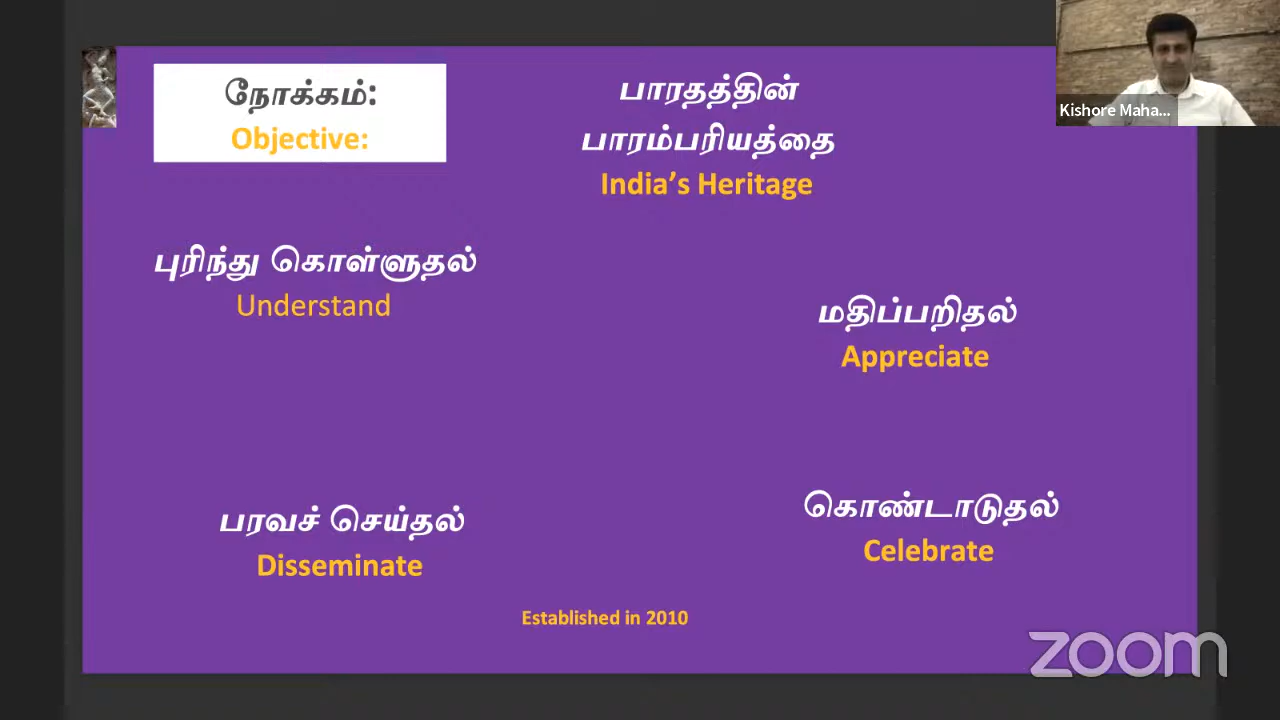 நோக்கம்:
Objective:
பாரதத்தின்
பாரம்பரியத்தை
India’s Heritage
Kishore Maha...
புரிந்து கொள்ளுதல்
Understand
மதிப்பறிதல்
Appreciate
பரவச் செய்தல்
Disseminate
கொண்டாடுதல்
Celebrate
Established in 2010
zoom